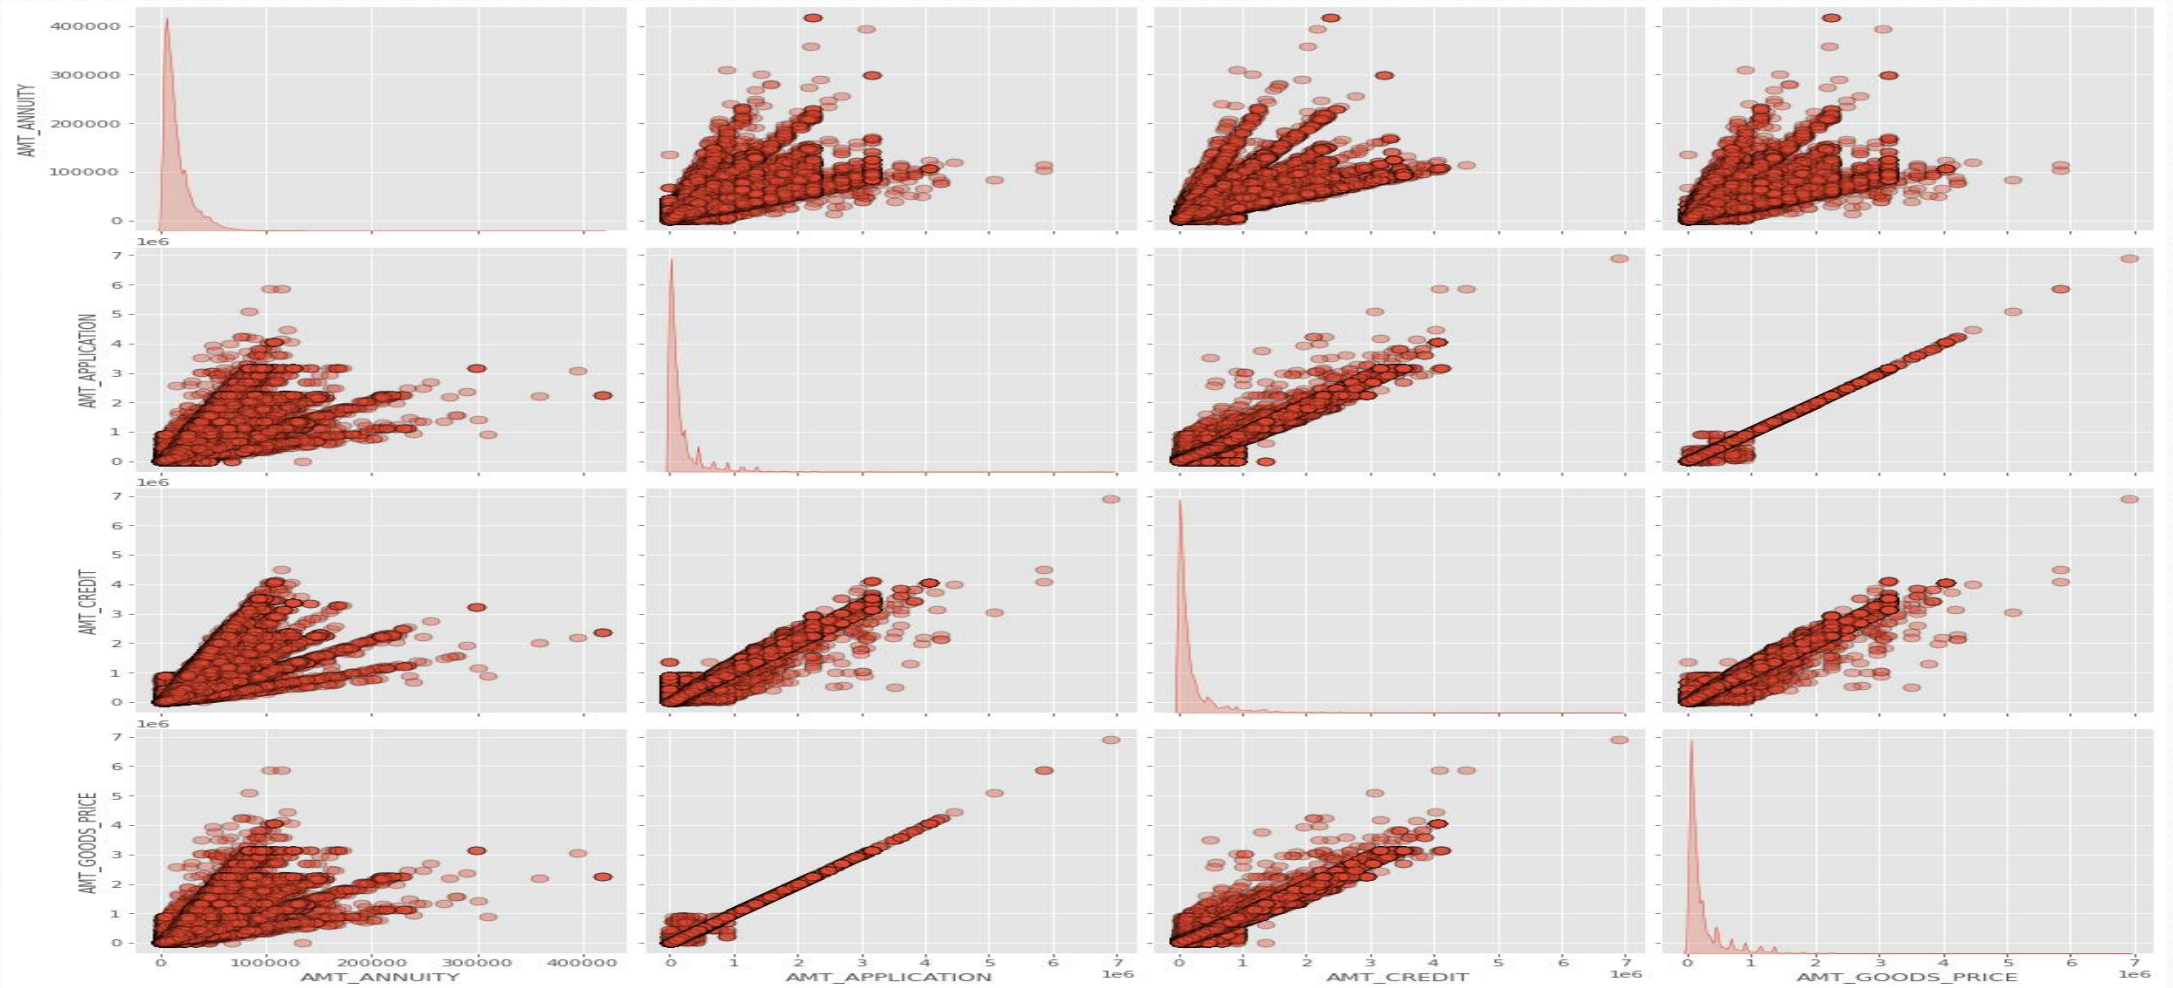 AMT_ANNUITY
400000
300000
200000
100000
0
1e6
AMT_APPLICATION
7
6
5
4
3
2
1
0
1e6
AMT_CREDIT
7
6
5
4
3
2
1
0
1e6
AMT_GOODS_PRICE
7
6
5
4
3
2
1
0
0 100000 200000 300000 400000
AMT_ANNUITY
0 1 2 3 4 5 6 7
1e6
AMT_APPLICATION
0 1 2 3 4 5 6 7
1e6
AMT_CREDIT
0 1 2 3 4 5 6 7
1e6
AMT_GOODS_PRICE